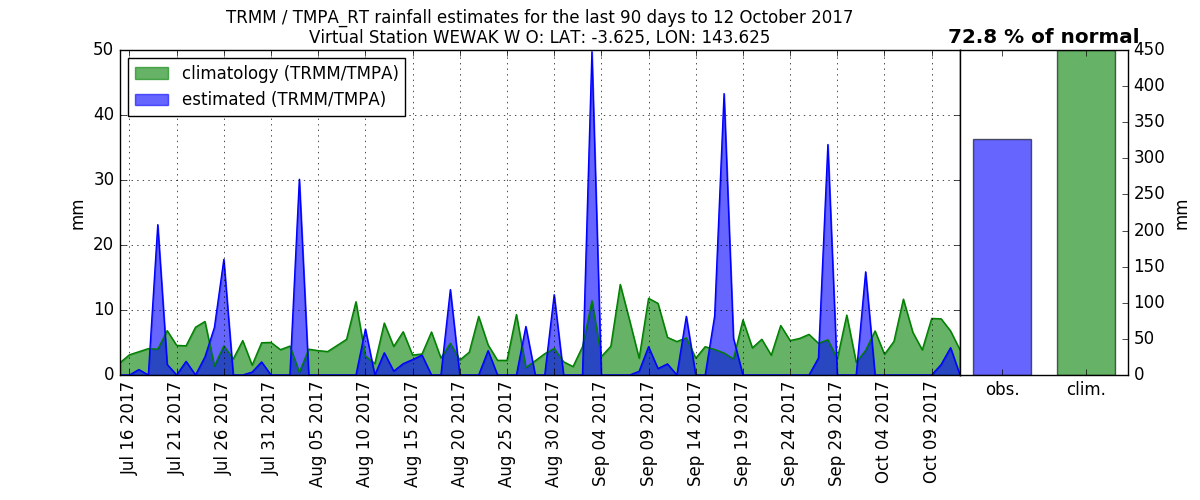 TRMM / TMPA_RT rainfall estimates for the last 90 days to 12 October 2017
Virtual Station WEWAK W O: LAT: -3.625, LON: 143.625
72.8 % of normal
climatology (TRMM/TMPA)
estimated (TRMM/TMPA)
50
40
30
20
10
0
mm
Jul 16 2017
Jul 21 2017
Jul 26 2017
Jul 31 2017
Aug 05 2017
Aug 10 2017
Aug 15 2017
Aug 20 2017
Aug 25 2017
Aug 30 2017
Sep 04 2017
Sep 09 2017
Sep 14 2017
Sep 19 2017
Sep 24 2017
Sep 29 2017
Oct 04 2017
Oct 09 2017
obs.
clim.
450
400
350
300
250
200
150
100
50
0
mm